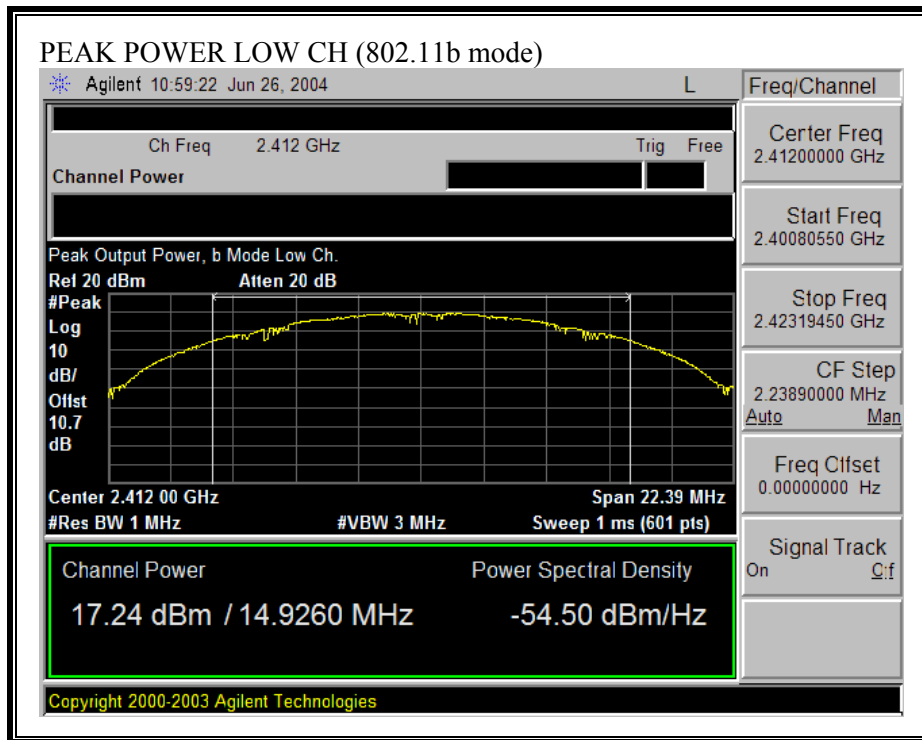 PEAK POWER LOW CH (802.11b mode)
Agilent 10:59:22 Jun 26, 2004 L
Freq/Channel
Ch Freq 2.412 GHz Trig Free
Channel Power
Center Freq
2.41200000 GHz
Start Freq
2.40080550 GHz
Stop Freq
2.42319450 GHz
CF Step
2.23890000 MHz
Auto Man
Freq Offset
0.00000000 Hz
Signal Track
On Off
Peak Output Power, b Mode Low Ch.
Ref 20 dBm Atten 20 dB
#Peak
Log
10
dB/
Offst
10.7
dB
Center 2.412 00 GHz Span 22.39 MHz
#Res BW 1 MHz #VBW 3 MHz Sweep 1 ms (601 pts)
Channel Power Power Spectral Density
17.24 dBm / 14.9260 MHz -54.50 dBm/Hz
Copyright 2000-2003 Agilent Technologies